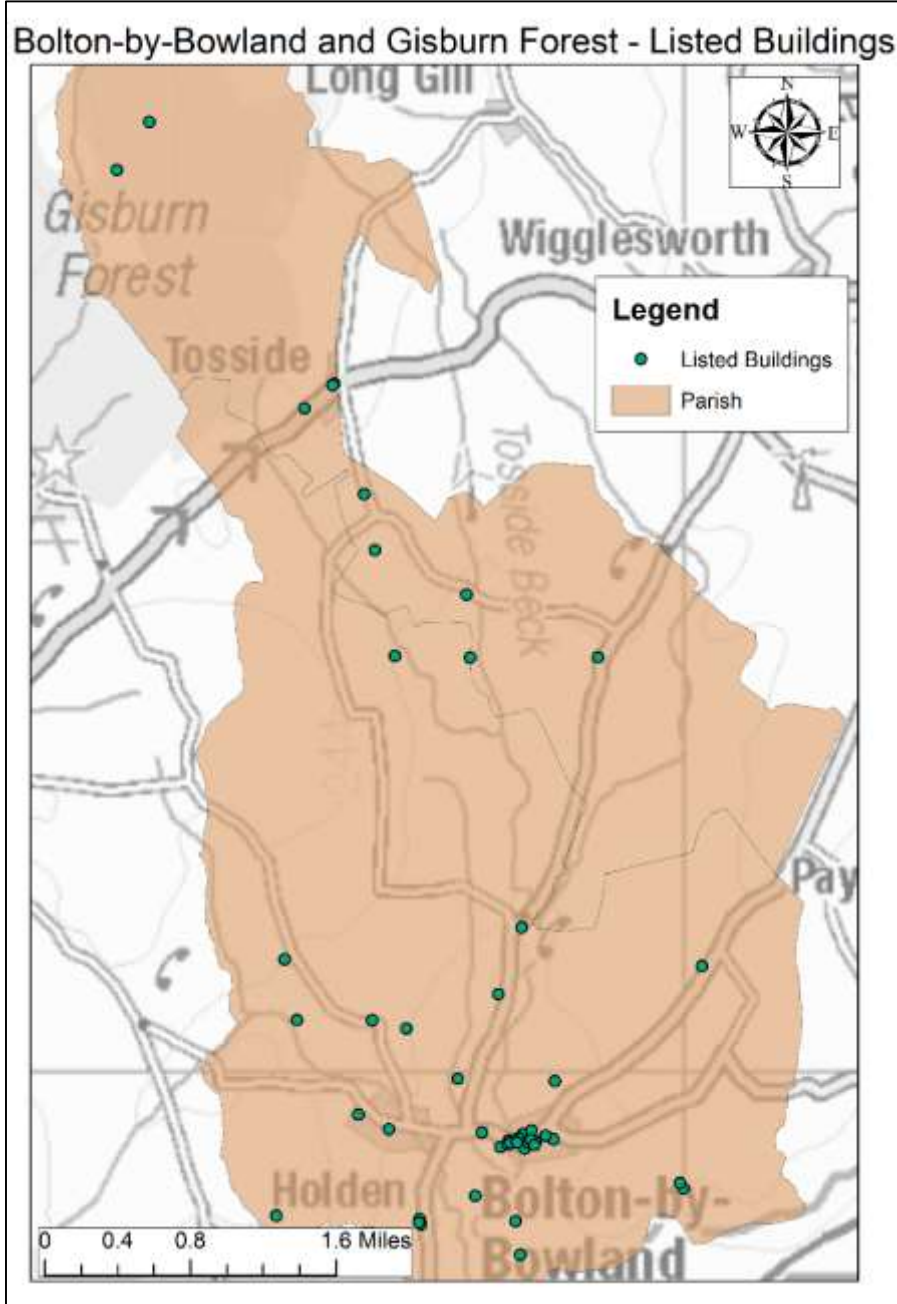 Bolton-by-Bowland and Gisburn Forest - Listed Buildings
Long Gill
N
W E
S
Gisburn
Forest
Wigglesworth
Legend
Listed Buildings
Parish
Tosside
Tosside Beck
Pay
Holden
Bolton-by-
Bowland
0 0.4 0.8 1.6 Miles